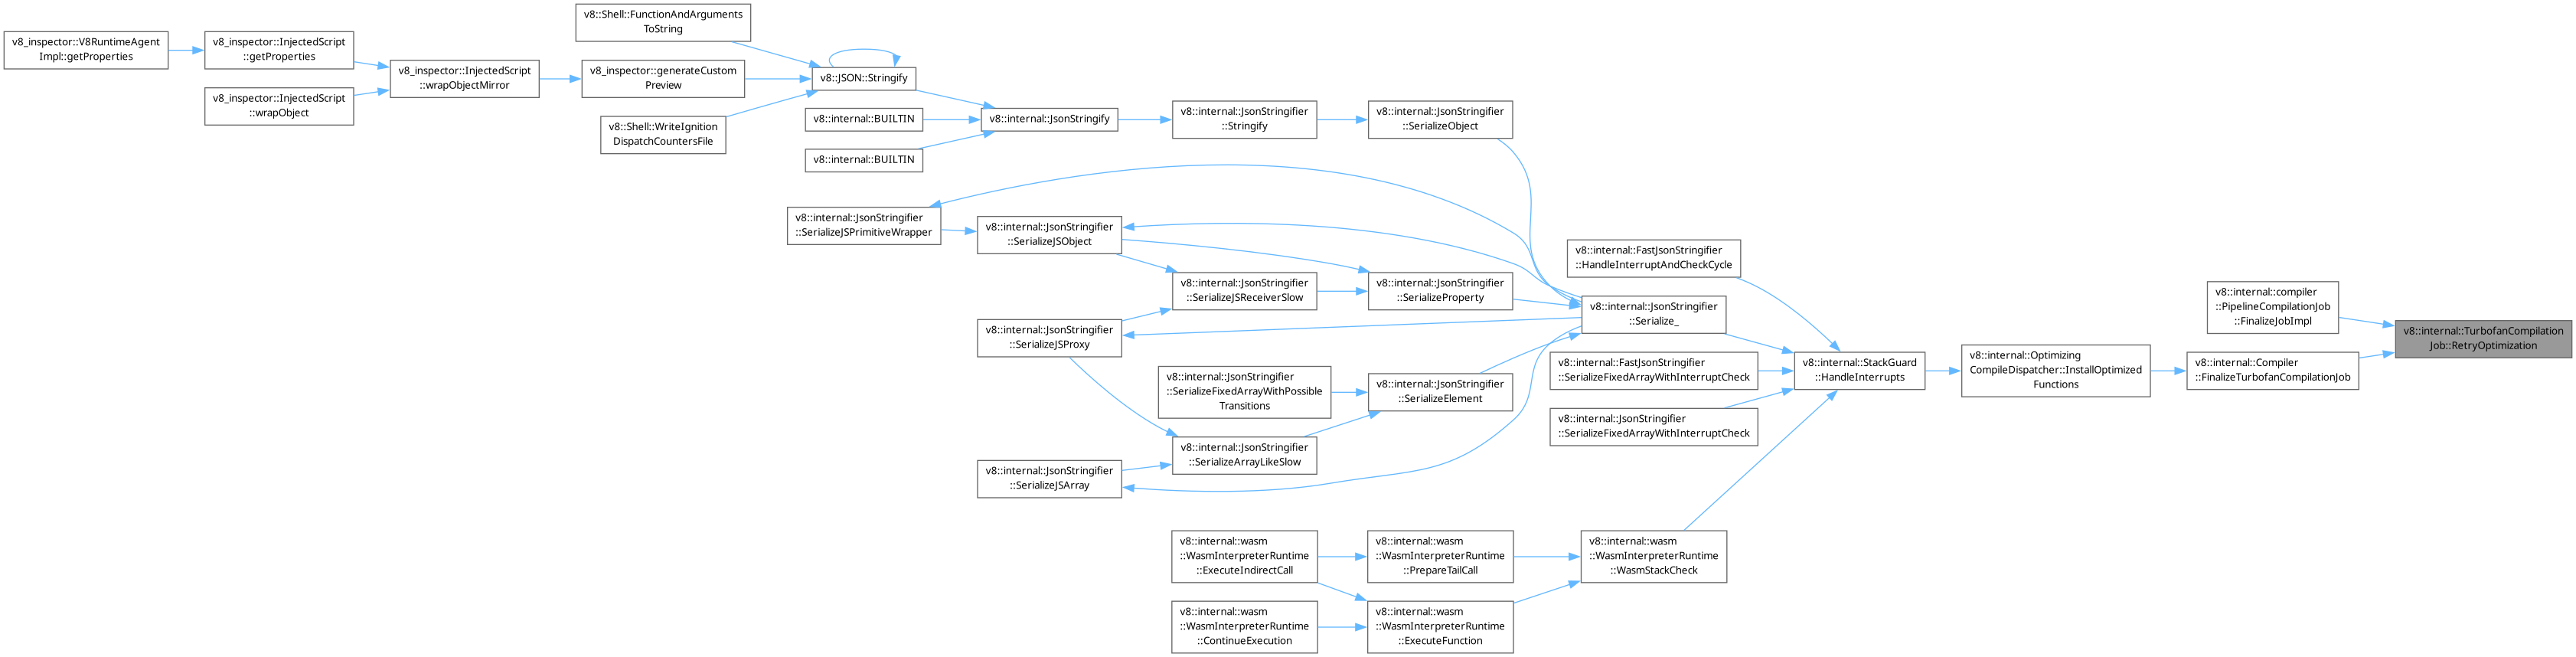 v8::Shell::FunctionAndArguments
ToString
v8_inspector::V8RuntimeAgent
Impl::getProperties
v8_inspector::InjectedScript
::getProperties
v8_inspector::InjectedScript
::wrapObjectMirror
v8_inspector::generateCustom
Preview
v8::JSON::Stringify
v8_inspector::InjectedScript
::wrapObject
v8::Shell::WriteIgnition
DispatchCountersFile
v8::internal::BUILTIN
v8::internal::BUILTIN
v8::internal::JsonStringify
v8::internal::JsonStringifier
::Stringify
v8::internal::JsonStringifier
::SerializeObject
v8::internal::JsonStringifier
::SerializeJSPrimitiveWrapper
v8::internal::JsonStringifier
::SerializeJSObject
v8::internal::JsonStringifier
::SerializeJSReceiverSlow
v8::internal::JsonStringifier
::SerializeProperty
v8::internal::JsonStringifier
::SerializeJSProxy
v8::internal::JsonStringifier
::SerializeFixedArrayWithPossible
Transitions
v8::internal::JsonStringifier
::SerializeElement
v8::internal::JsonStringifier
::SerializeArrayLikeSlow
v8::internal::JsonStringifier
::SerializeJSArray
v8::internal::FastJsonStringifier
::HandleInterruptAndCheckCycle
v8::internal::JsonStringifier
::Serialize_
v8::internal::FastJsonStringifier
::SerializeFixedArrayWithInterruptCheck
v8::internal::JsonStringifier
::SerializeFixedArrayWithInterruptCheck
v8::internal::StackGuard
::HandleInterrupts
v8::internal::Optimizing
CompileDispatcher::InstallOptimized
Functions
v8::internal::compiler
::PipelineCompilationJob
::FinalizeJobImpl
v8::internal::Compiler
::FinalizeTurbofanCompilationJob
v8::internal::TurbofanCompilation
Job::RetryOptimization
v8::internal::wasm
::WasmInterpreterRuntime
::ExecuteIndirectCall
v8::internal::wasm
::WasmInterpreterRuntime
::PrepareTailCall
v8::internal::wasm
::WasmInterpreterRuntime
::WasmStackCheck
v8::internal::wasm
::WasmInterpreterRuntime
::ContinueExecution
v8::internal::wasm
::WasmInterpreterRuntime
::ExecuteFunction